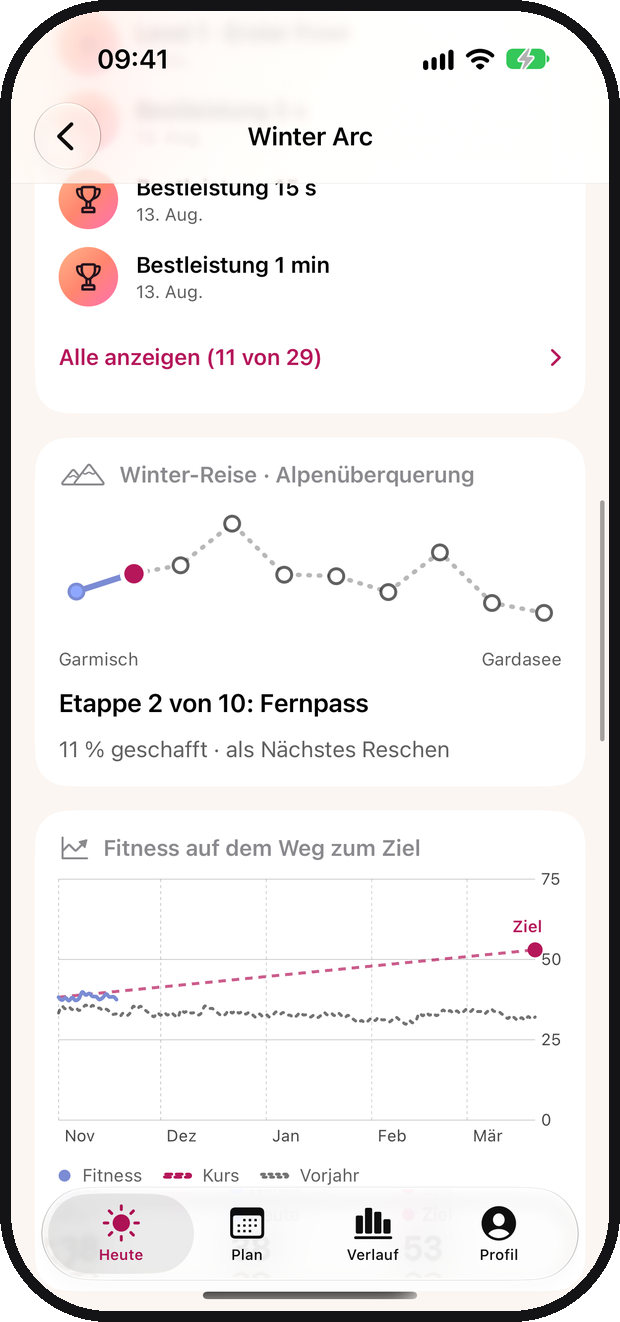 09:41
Winter Arc
Bestleistung 15 s
13. Aug.
Bestleistung 1 min
13. Aug.
Alle anzeigen (11 von 29)
Winter-Reise · Alpenüberquerung
Garmisch
Gardasee
Etappe 2 von 10: Fernpass
11 % geschafft · als Nächstes Reschen
Fitness auf dem Weg zum Ziel
75
Ziel
50
25
0
Nov Dez Jan Feb Mär
Fitness Kurs Vorjahr
Ziel
53
Heute Plan Verlauf Profil